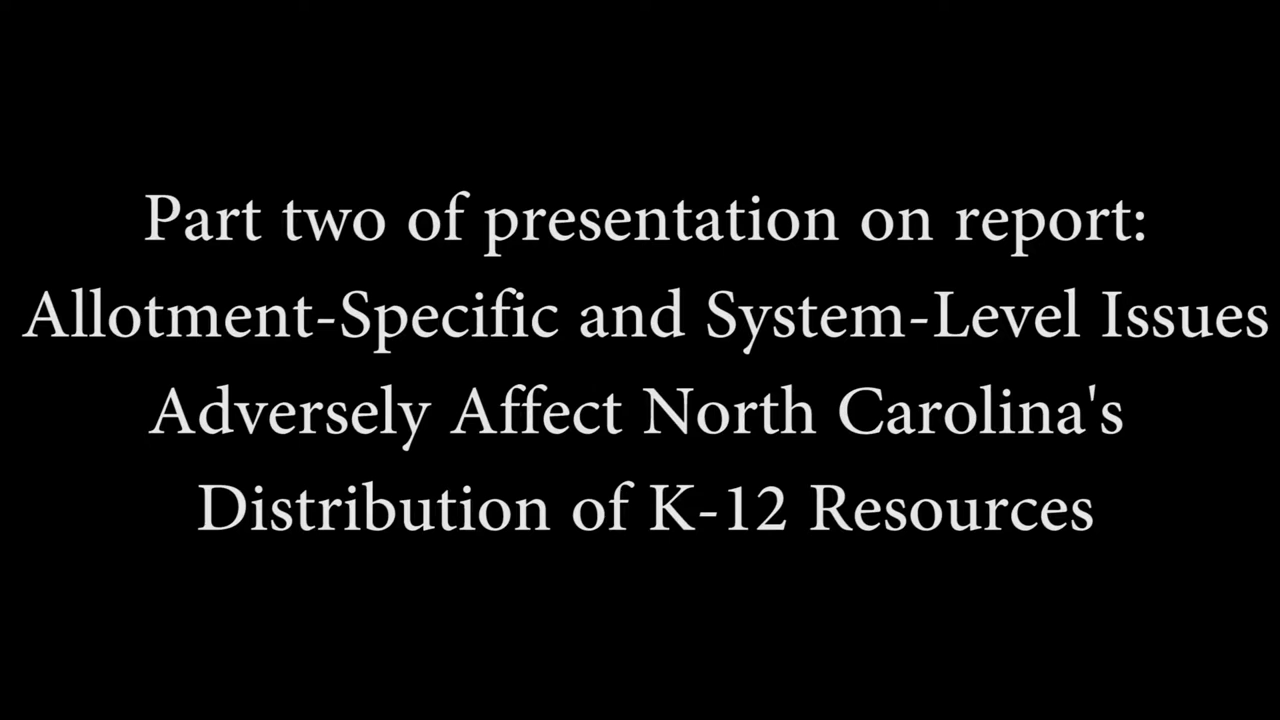 Part two of presentation on report:
Allotment-Specific and System-Level Issues
Adversely Affect North Carolina's
Distribution of K-12 Resources